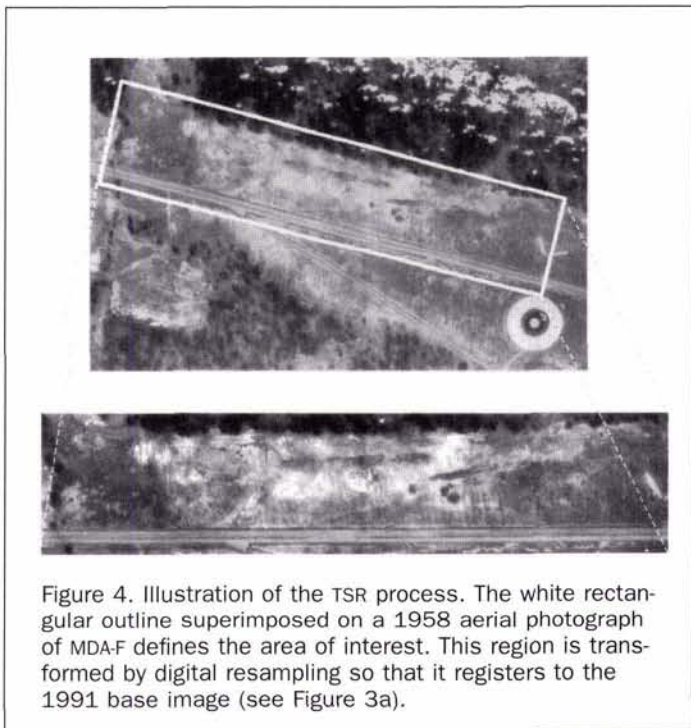 Figure 4. Illustration of the TSR process. The white rectan-
gular outline superimposed on a 1958 aerial photograph
of MDA-F defines the area of interest. This region is trans-
formed by digital resampling so that it registers to the
1991 base image (see Figure 3a).